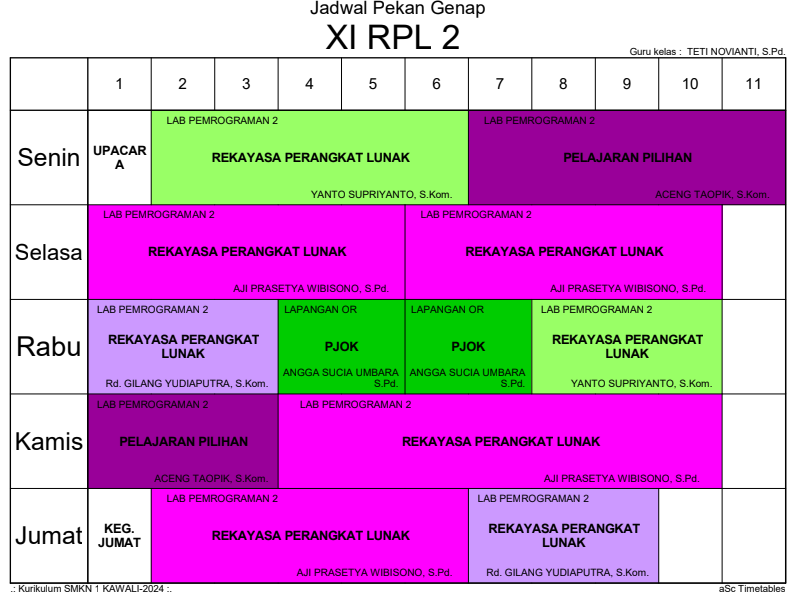 Jadwal Pekan Genap
XI RPL 2
Guru kelas : TETI NOVIANTI, S.Pd.
1 2 3 4 5 6 7 8 9 10 11
Senin
UPACAR
A
LAB PEMROGRAMAN 2
REKAYASA PERANGKAT LUNAK
YANTO SUPRIYANTO, S.Kom.
LAB PEMROGRAMAN 2
PELAJARAN PILIHAN
ACENG TAOPIK, S.Kom.
Selasa
LAB PEMROGRAMAN 2
REKAYASA PERANGKAT LUNAK
AJI PRASETYA WIBISONO, S.Pd.
LAB PEMROGRAMAN 2
REKAYASA PERANGKAT LUNAK
AJI PRASETYA WIBISONO, S.Pd.
Rabu
LAB PEMROGRAMAN 2
REKAYASA PERANGKAT
LUNAK
Rd. GILANG YUDIAPUTRA, S.Kom.
LAPANGAN OR
PJOK
ANGGA SUCIA UMBARA
S.Pd.
LAPANGAN OR
PJOK
ANGGA SUCIA UMBARA
S.Pd.
LAB PEMROGRAMAN 2
REKAYASA PERANGKAT
LUNAK
YANTO SUPRIYANTO, S.Kom.
Kamis
LAB PEMROGRAMAN 2
PELAJARAN PILIHAN
ACENG TAOPIK, S.Kom.
LAB PEMROGRAMAN 2
REKAYASA PERANGKAT LUNAK
AJI PRASETYA WIBISONO, S.Pd.
Jumat
KEG.
JUMAT
LAB PEMROGRAMAN 2
REKAYASA PERANGKAT LUNAK
AJI PRASETYA WIBISONO, S.Pd.
LAB PEMROGRAMAN 2
REKAYASA PERANGKAT
LUNAK
Rd. GILANG YUDIAPUTRA, S.Kom.
.: Kurikulum SMKN 1 KAWALI-2024 :.
aSc Timetables